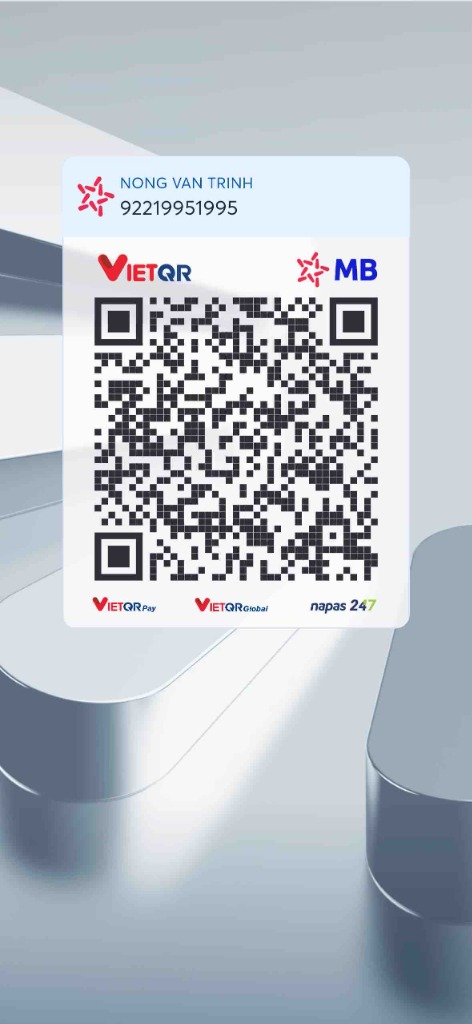 NONG VAN TRINH
92219951995
VIETQR
MB
VIETQR Pay
VIETQR Global
napas 247